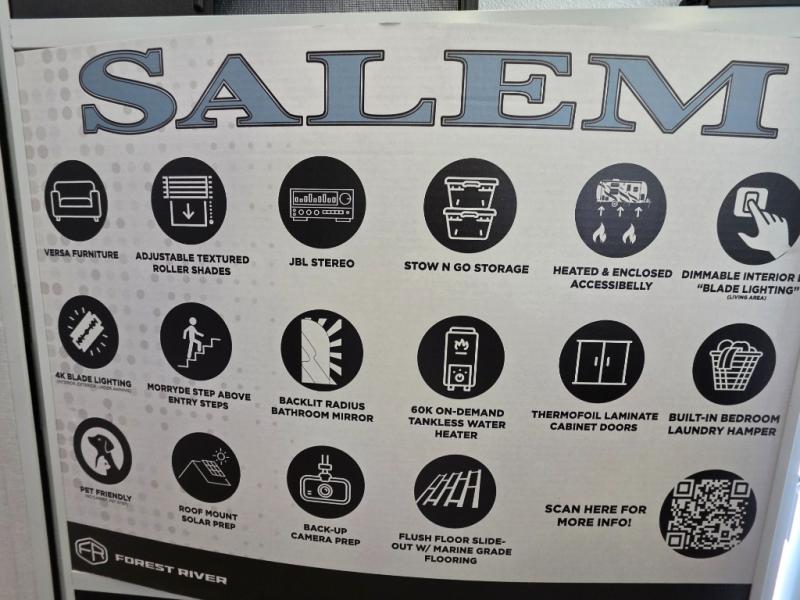 SALEM
VERSA FURNITURE
ADJUSTABLE TEXTURED
ROLLER SHADES
JBL STEREO
STOW N GO STORAGE
HEATED & ENCLOSED
ACCESSIBELLY
DIMMABLE INTERIOR
"BLADE LIGHTING"
(LIVING AREA)
4K BLADE LIGHTING
MORRYDE STEP ABOVE
ENTRY STEPS
BACKLIT RADIUS
BATHROOM MIRROR
60K ON-DEMAND
TANKLESS WATER
HEATER
THERMOFOIL LAMINATE
CABINET DOORS
BUILT-IN BEDROOM
LAUNDRY HAMPER
PET FRIENDLY
ROOF MOUNT
SOLAR PREP
BACK-UP
CAMERA PREP
FLUSH FLOOR SLIDE-
OUT W/ MARINE GRADE
FLOORING
SCAN HERE FOR
MORE INFO!
FR FOREST RIVER